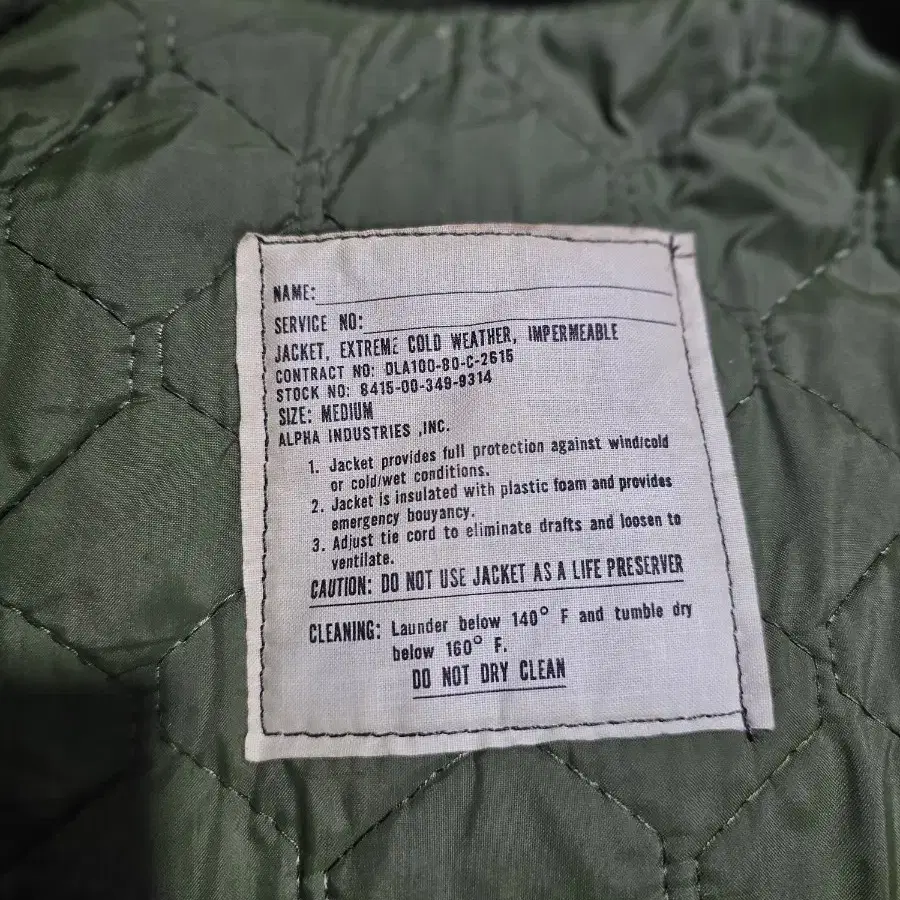 NAME:
SERVICE NO:
JACKET, EXTREME COLD WEATHER, IMPERMEABLE
CONTRACT NO: DLA100-80-C-2615
STOCK NO: 8415-00-349-9314
SIZE: MEDIUM
ALPHA INDUSTRIES ,INC.
1. Jacket provides full protection against wind/cold
or cold/wet conditions.
2. Jacket is insulated with plastic foam and provides
emergency bouyancy.
3. Adjust tie cord to eliminate drafts and loosen to
ventilate.
CAUTION: DO NOT USE JACKET AS A LIFE PRESERVER
CLEANING: Launder below 140° F and tumble dry
below 160° F.
DO NOT DRY CLEAN